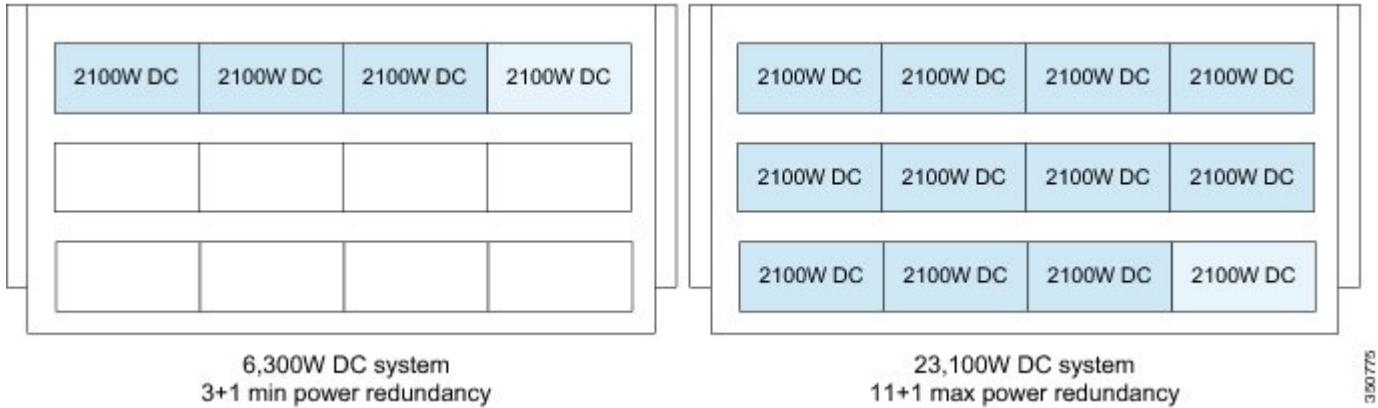 2100W DC 2100W DC 2100W DC 2100W DC
6,300W DC system
3+1 min power redundancy
2100W DC 2100W DC 2100W DC 2100W DC
2100W DC 2100W DC 2100W DC 2100W DC
2100W DC 2100W DC 2100W DC 2100W DC
23,100W DC system
11+1 max power redundancy
350775